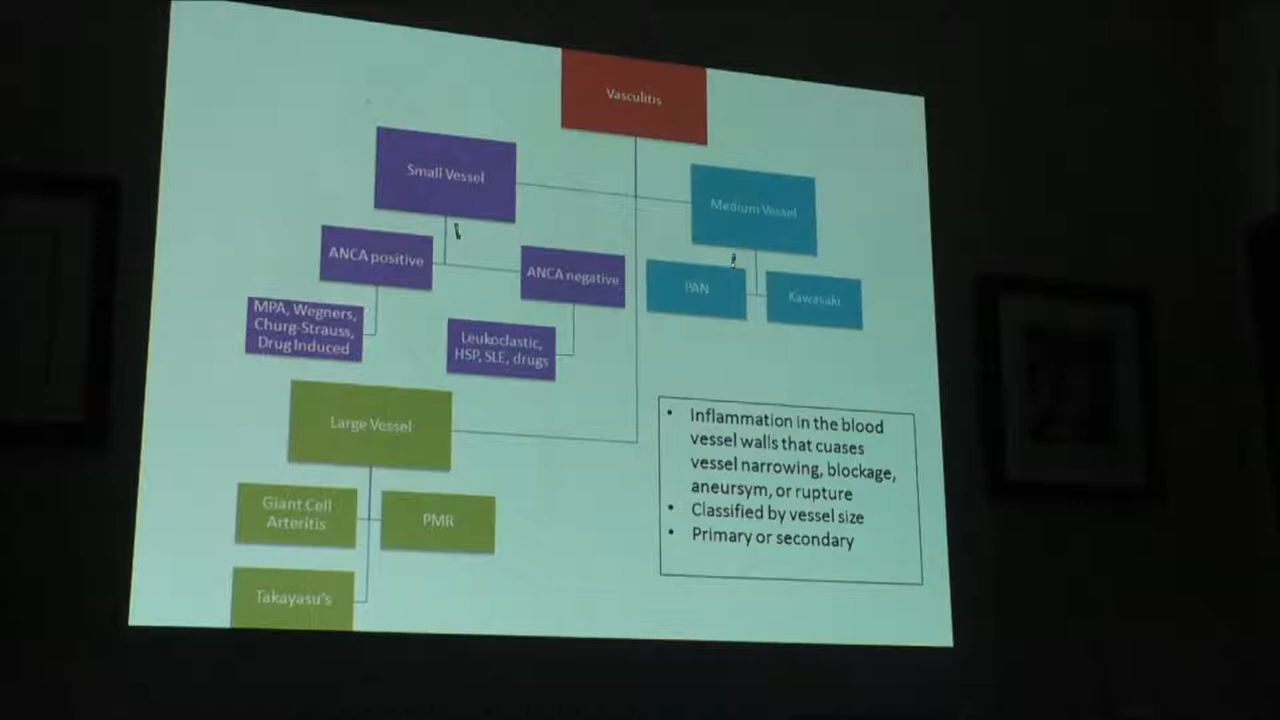 Vasculitis
Small Vessel
Medium Vessel
ANCA positive
ANCA negative
PAN
Kawasaki
MPA, Wegners,
Churg-Strauss,
Drug Induced
Leukoclastic,
HSP, SLE, drugs
Large Vessel
Giant Cell
Arteritis
PMR
Takayasu's
• Inflammation in the blood
vessel walls that cuases
vessel narrowing, blockage,
aneursym, or rupture
• Classified by vessel size
• Primary or secondary